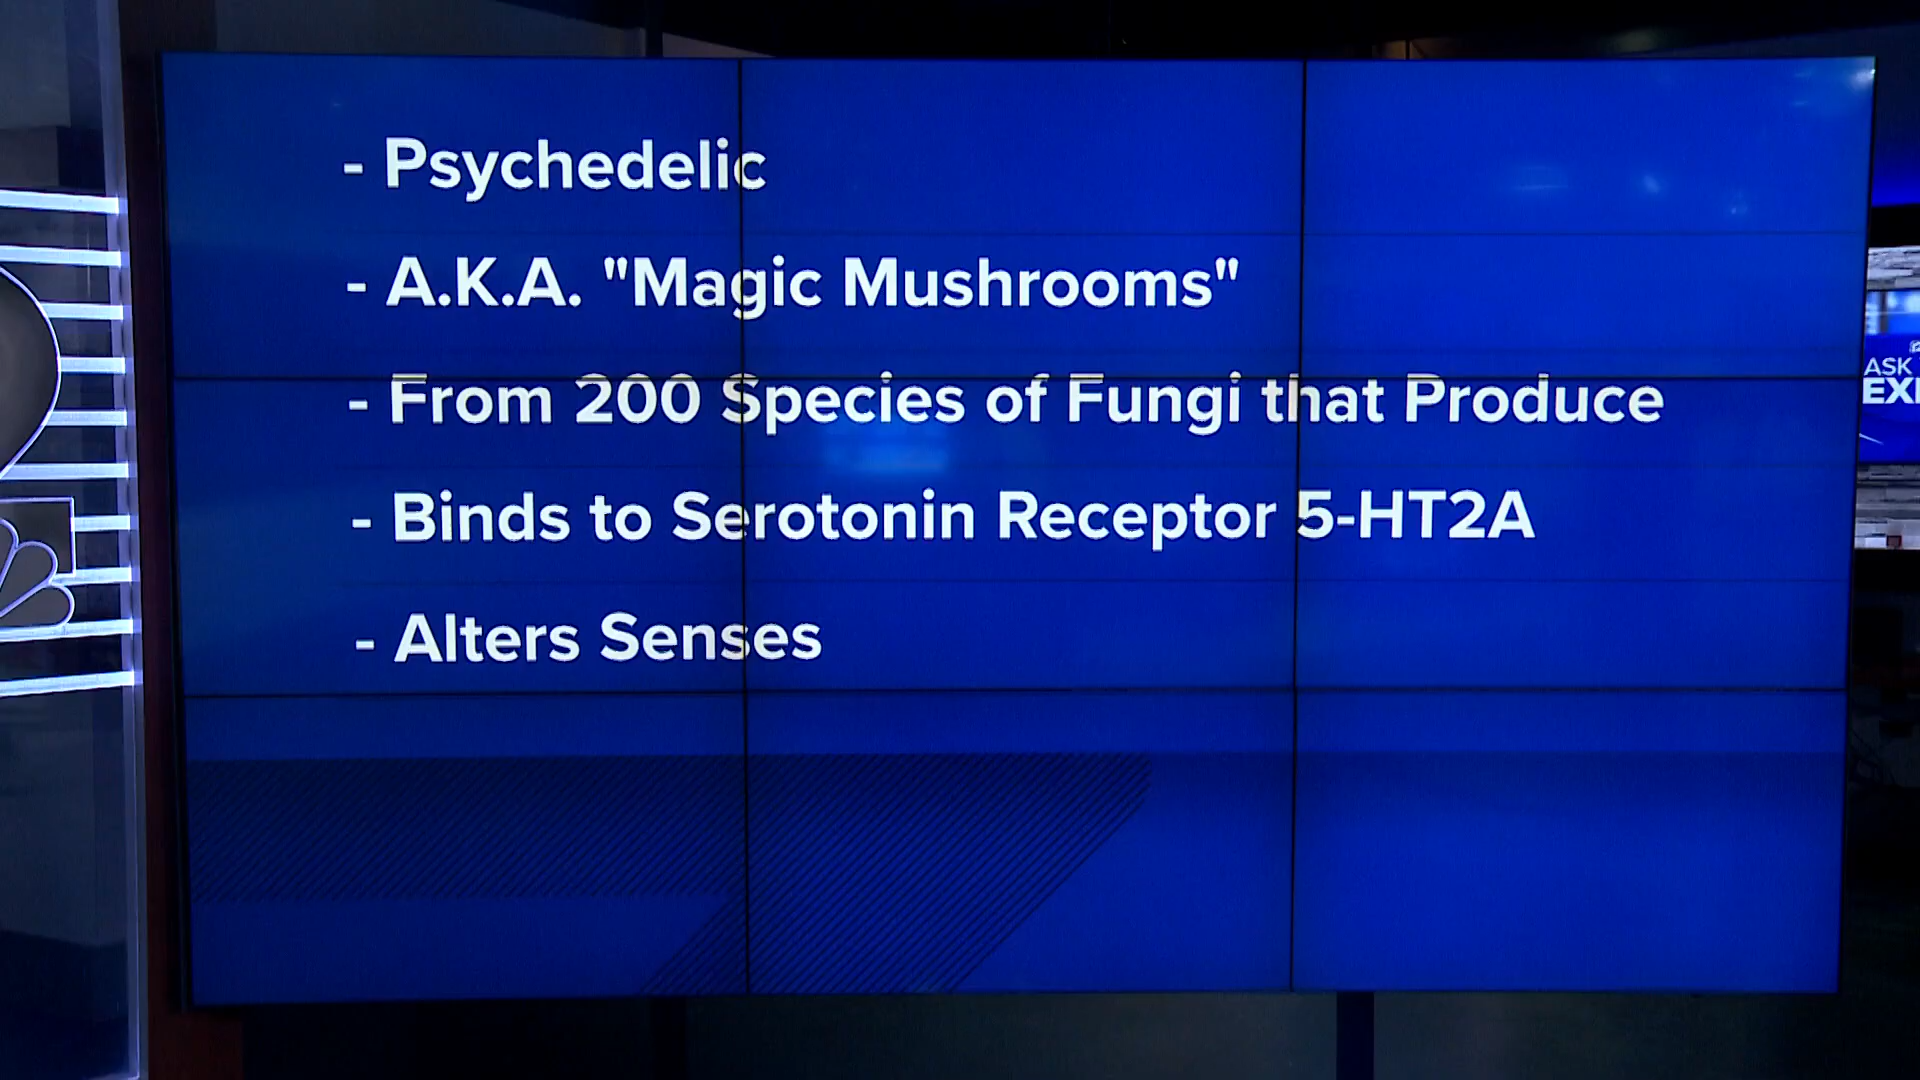 - Psychedelic
- A.K.A. "Magic Mushrooms"
- From 200 Species of Fungi that Produce
- Binds to Serotonin Receptor 5-HT2A
- Alters Senses
ASK